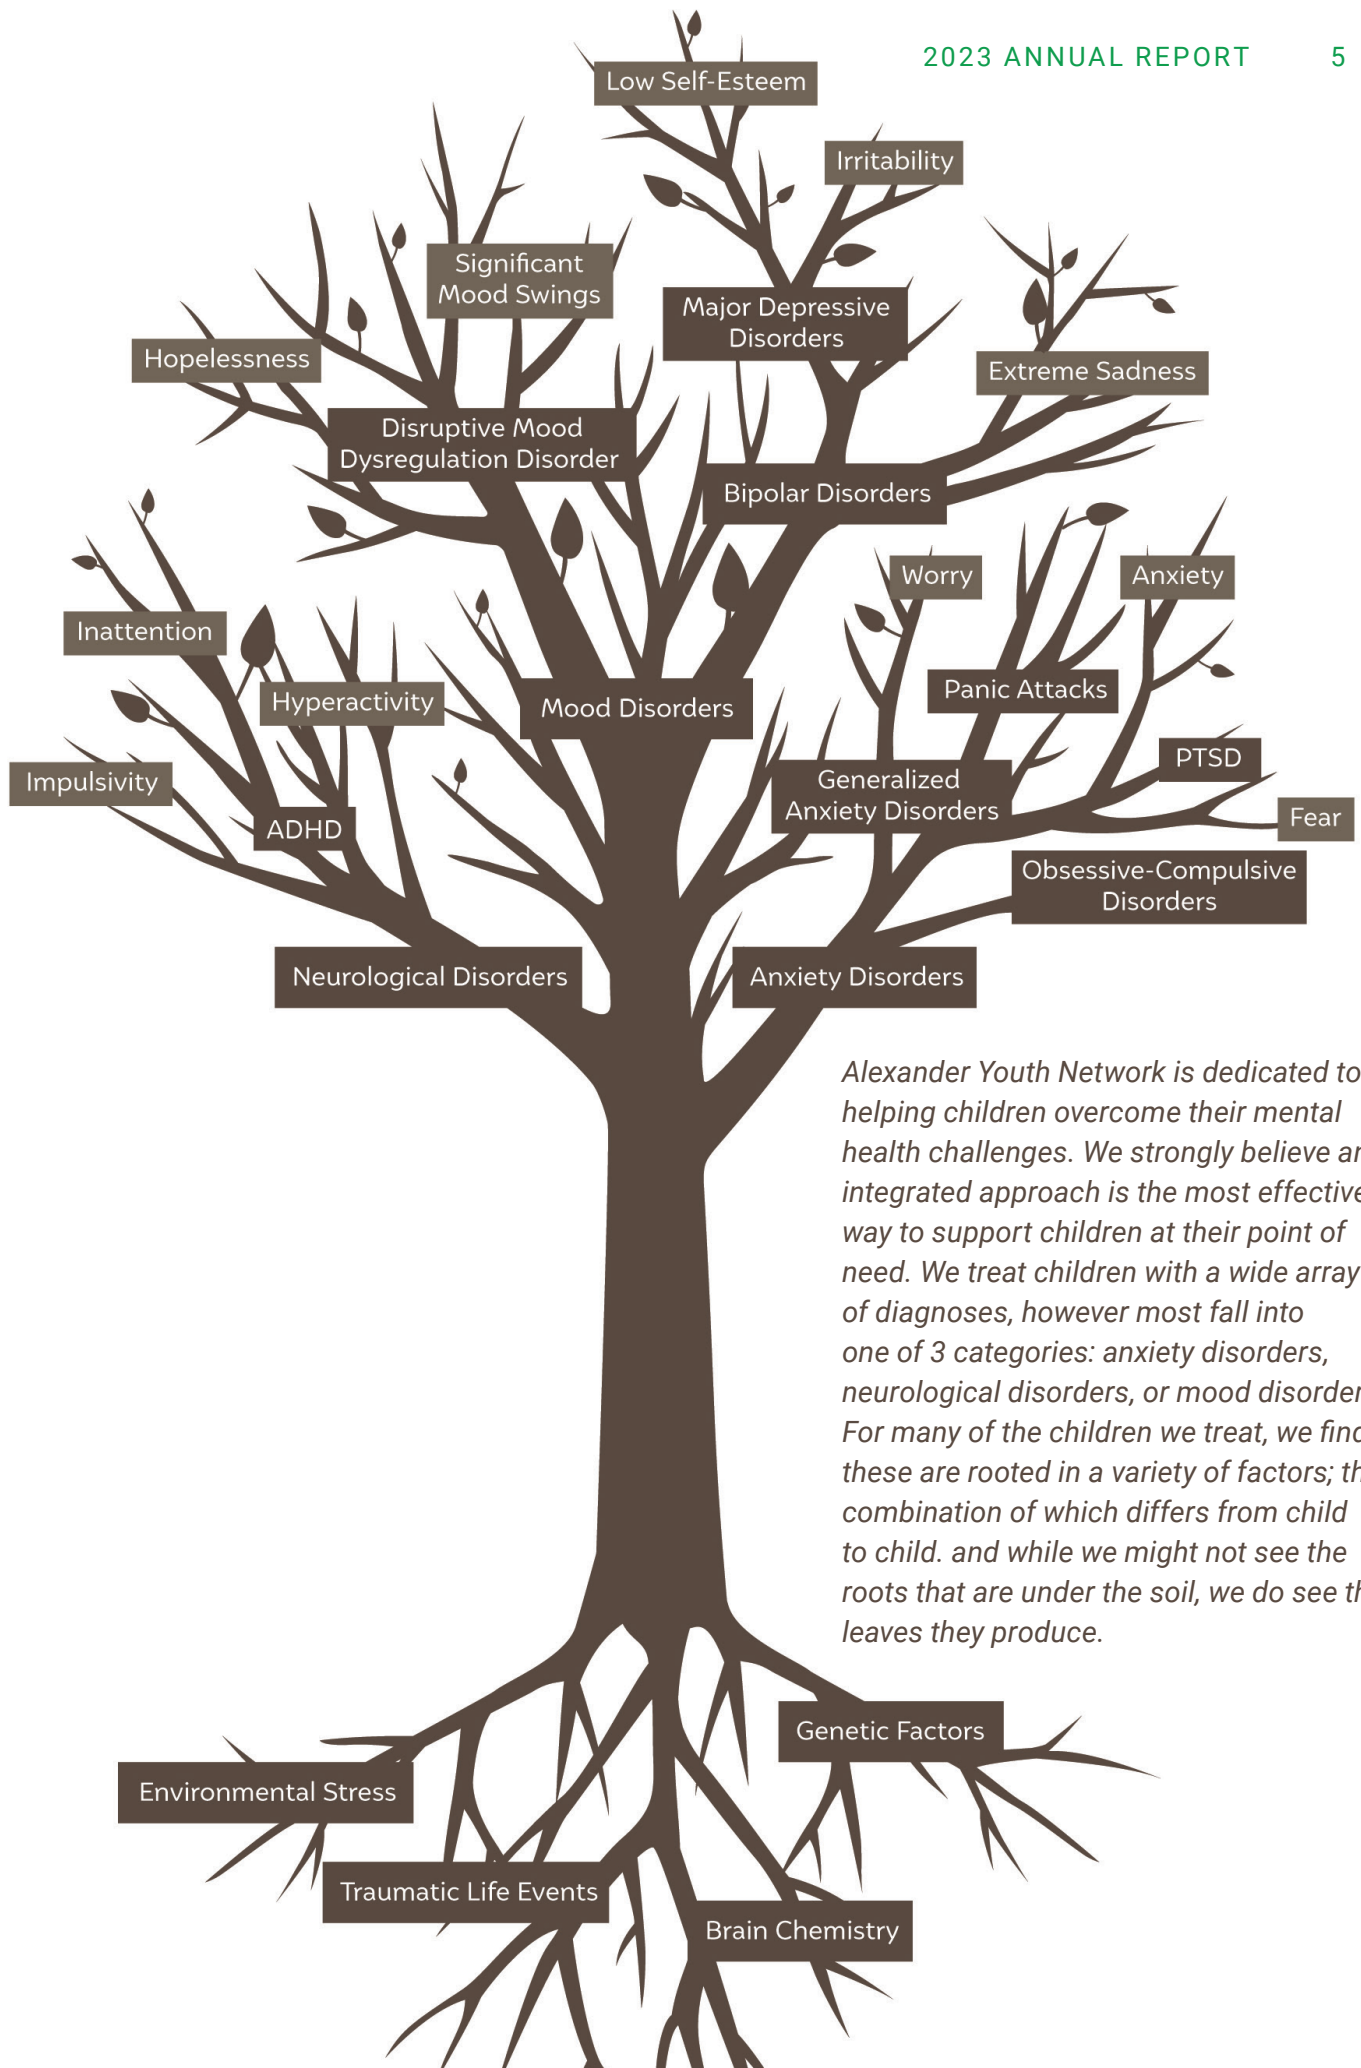 2023 ANNUAL REPORT 5
Low Self-Esteem
Irritability
Significant
Mood Swings
Major Depressive
Disorders
Hopelessness
Extreme Sadness
Disruptive Mood
Dysregulation Disorder
Bipolar Disorders
Worry
Anxiety
Inattention
Hyperactivity
Mood Disorders
Panic Attacks
Impulsivity
ADHD
Generalized
Anxiety Disorders
PTSD
Fear
Obsessive-Compulsive
Disorders
Neurological Disorders
Anxiety Disorders
Alexander Youth Network is dedicated to
helping children overcome their mental
health challenges. We strongly believe
integrated approach is the most effective
way to support children at their point of
need. We treat children with a wide array
of diagnoses, however most fall into
one of 3 categories: anxiety disorders,
neurological disorders, or mood
For many of the children we treat, we
these are rooted in a variety of factors;
combination of which differs from child
to child. and while we might not see the
roots that are under the soil, we do see
leaves they produce.
Genetic Factors
Environmental Stress
Traumatic Life Events
Brain Chemistry